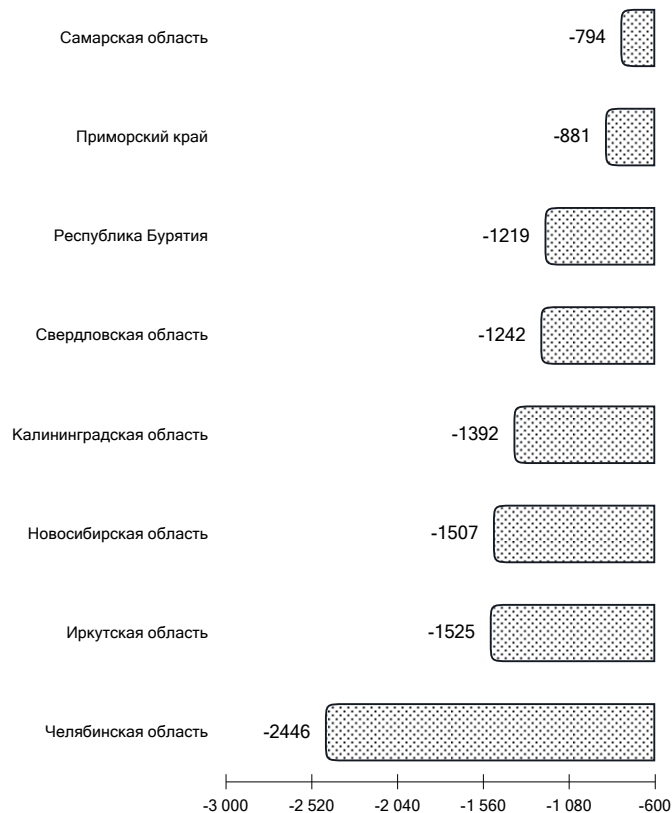 Самарская область -794
Приморский край -881
Республика Бурятия -1219
Свердловская область -1242
Калининградская область -1392
Новосибирская область -1507
Иркутская область -1525
Челябинская область -2446
-3 000 -2 520 -2 040 -1 560 -1 080 -600